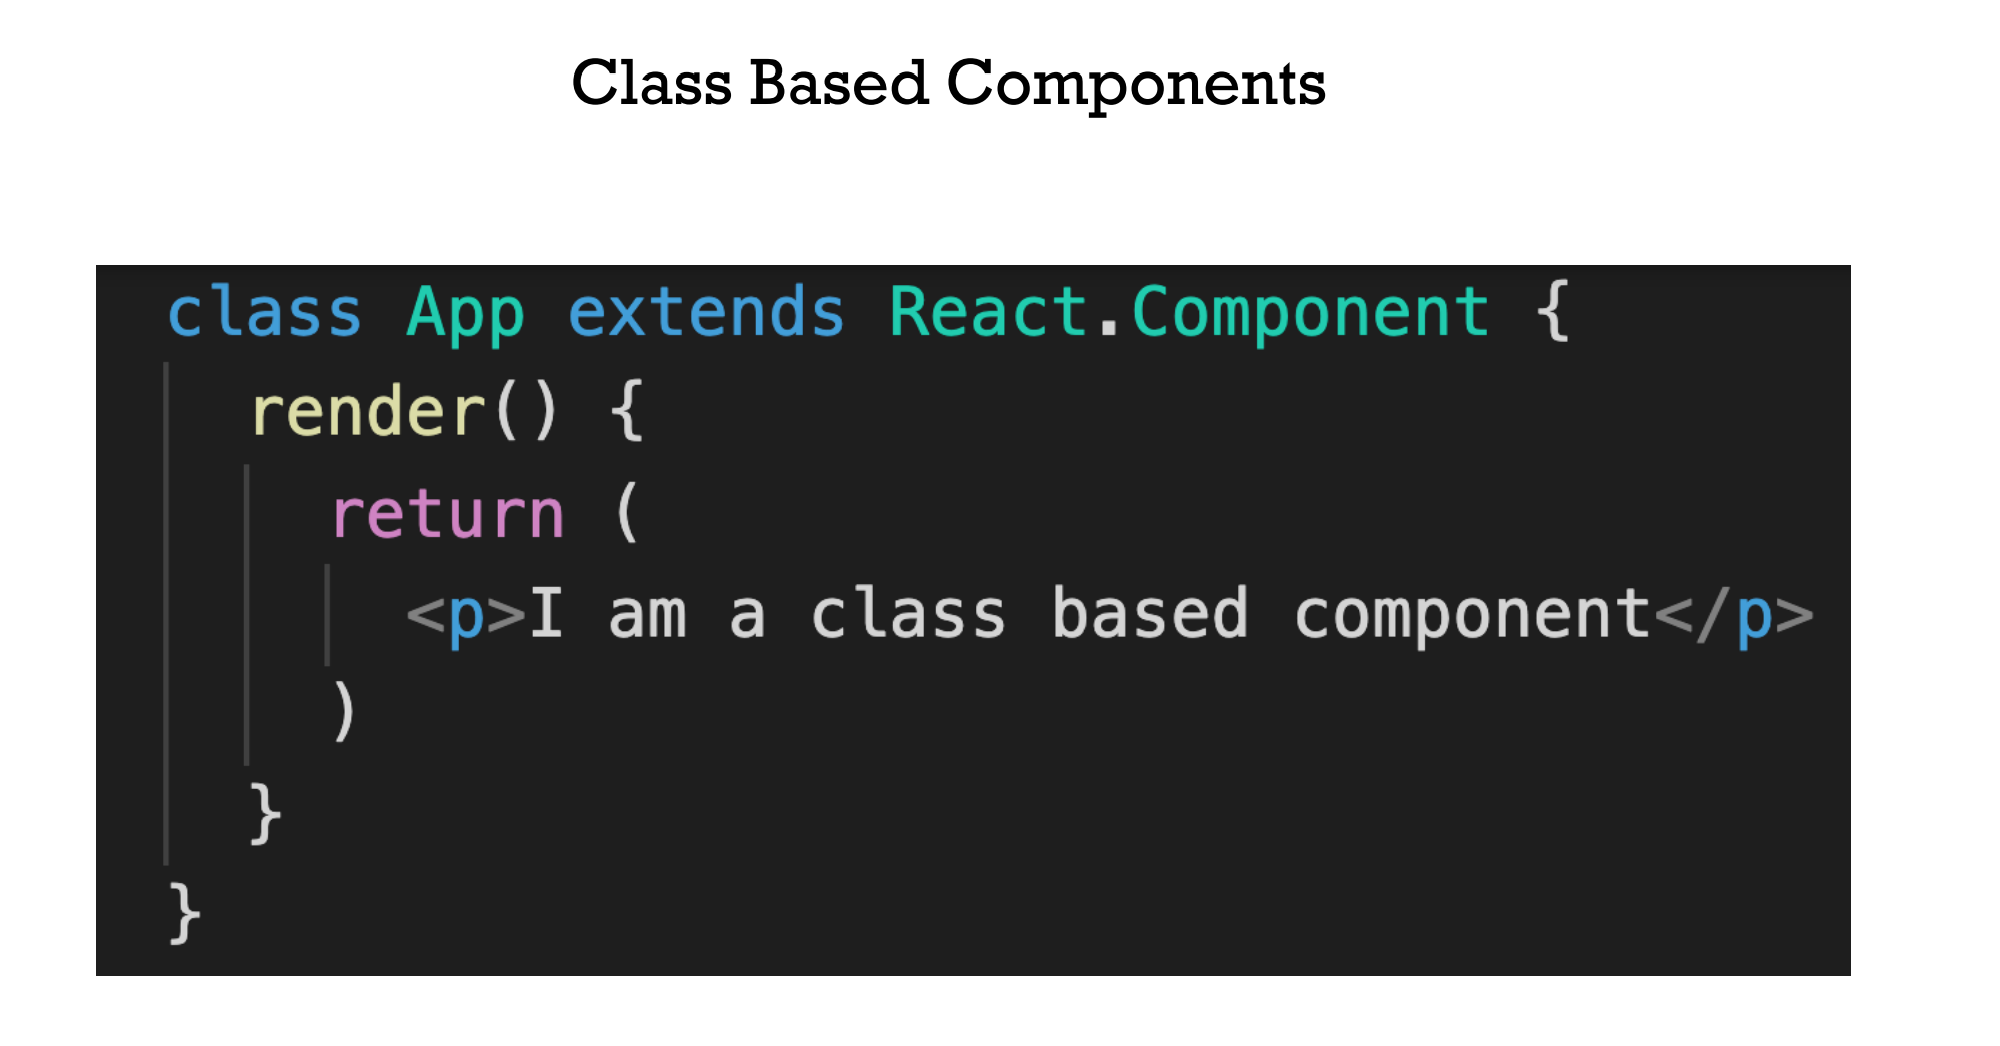 Class Based Components
class App extends React.Component {
render() {
return (
<p>I am a class based component</p>
)
}
}